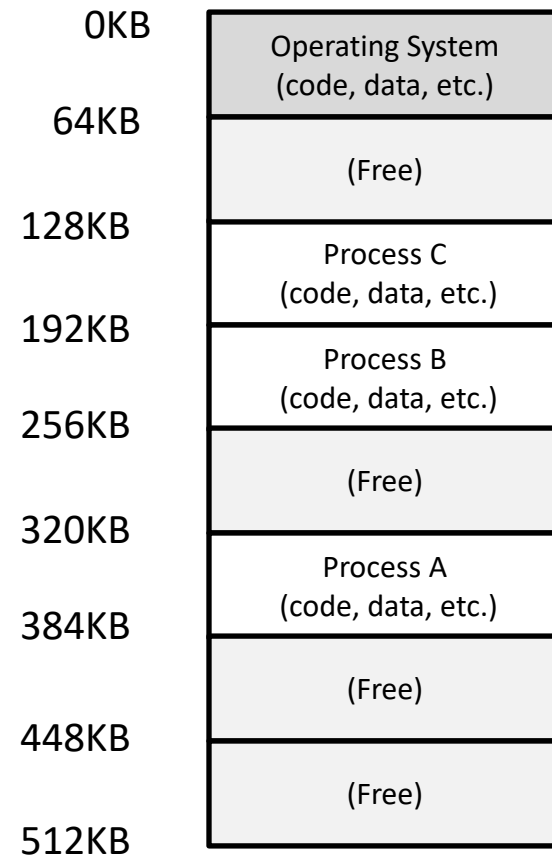 0KB
Operating System
(code, data, etc.)
64KB
(Free)
128KB
Process C
(code, data, etc.)
192KB
Process B
(code, data, etc.)
256KB
(Free)
320KB
Process A
(code, data, etc.)
384KB
(Free)
448KB
(Free)
512KB